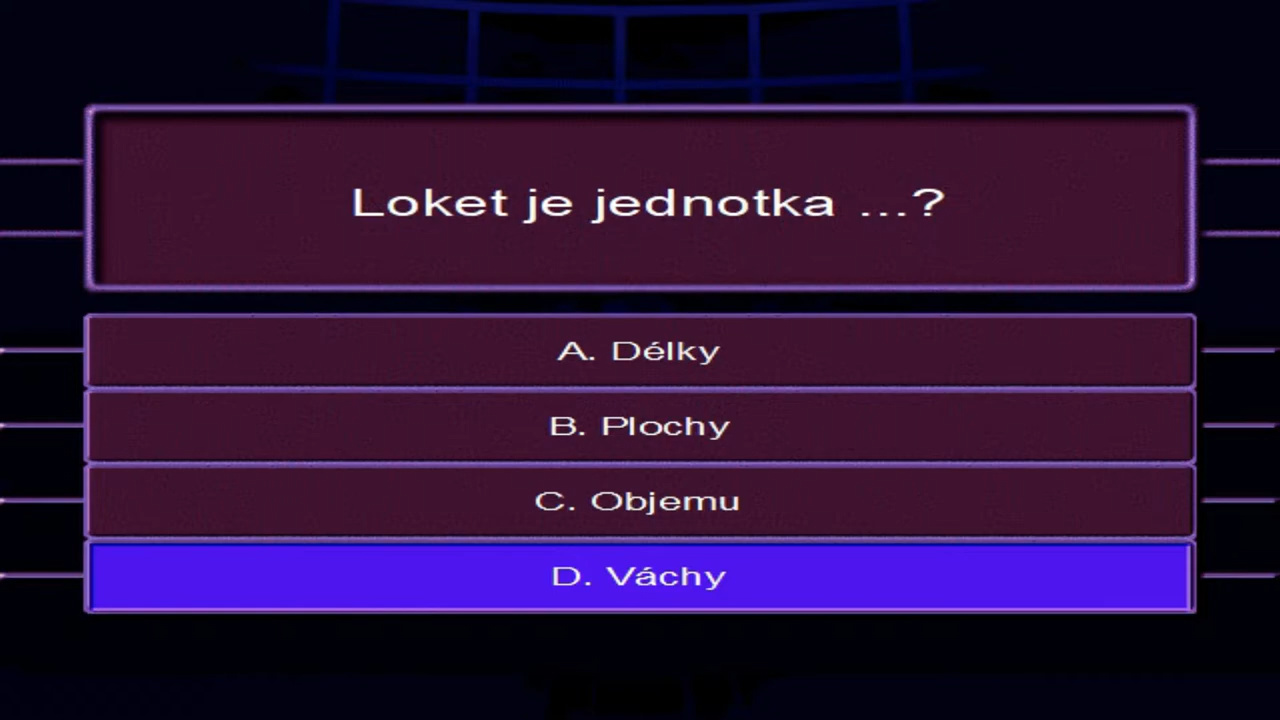 Loket je jednotka ...?
A. Délky
B. Plochy
C. Objemu
D. Váchy